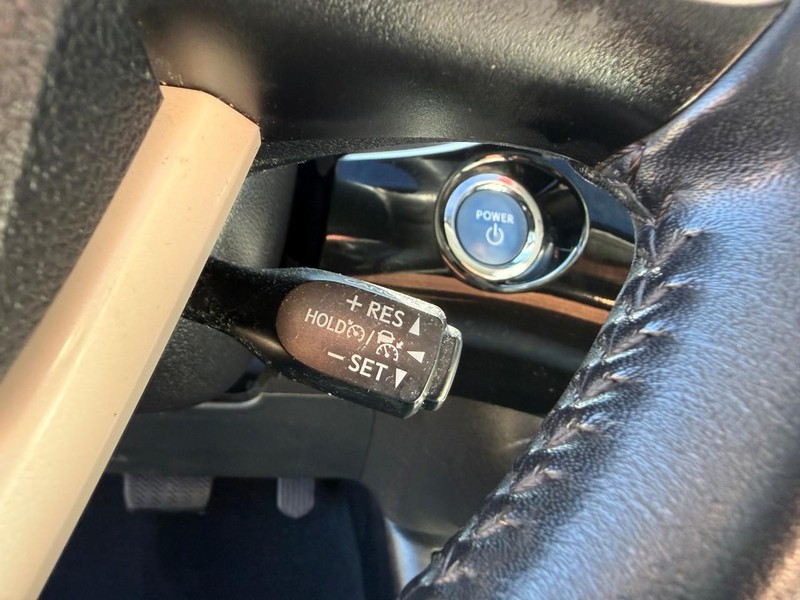 POWER
+ RES
HOLD /
– SET